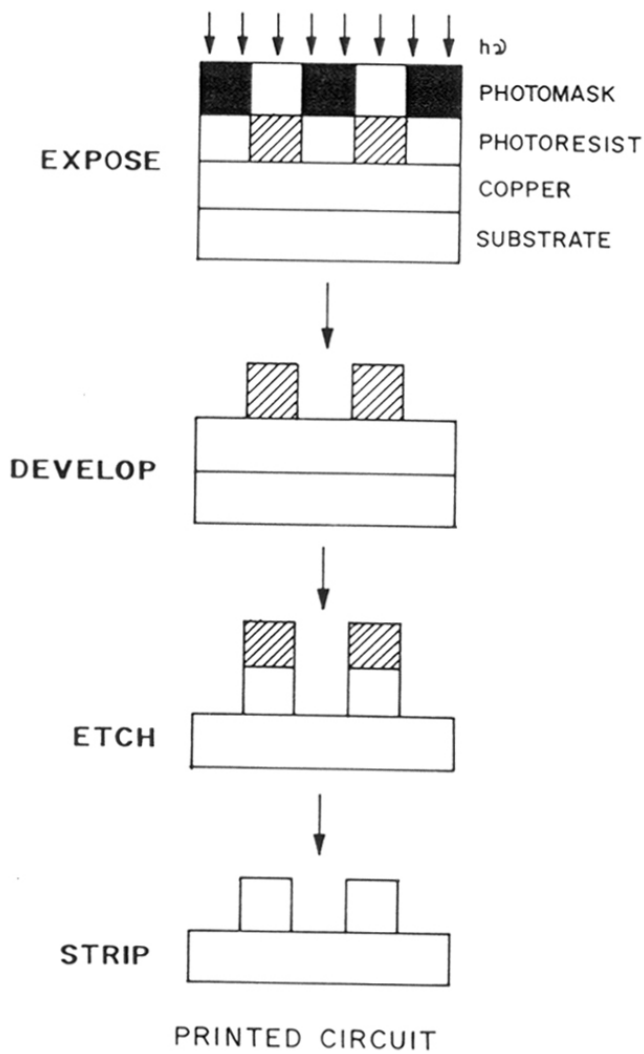 hν
PHOTOMASK
PHOTORESIST
EXPOSE
COPPER
SUBSTRATE
DEVELOP
ETCH
STRIP
PRINTED CIRCUIT